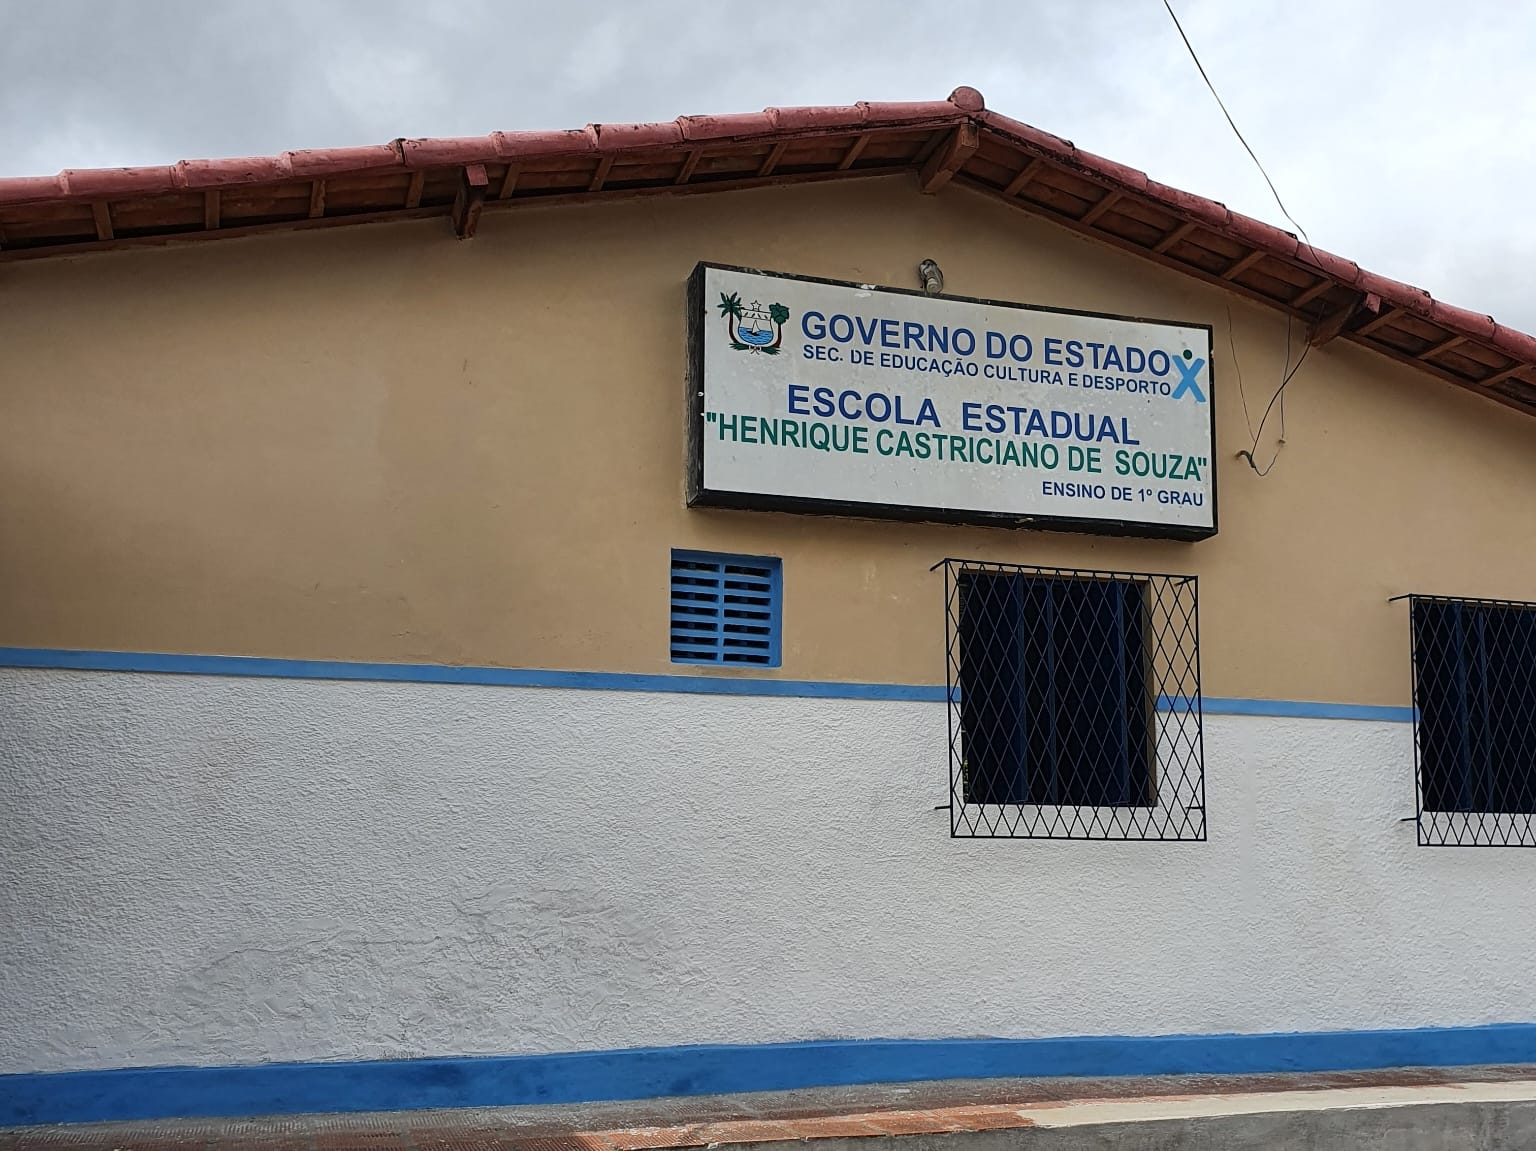 GOVERNO DO ESTADO
SEC. DE EDUCAÇÃO CULTURA E DESPORTO
ESCOLA ESTADUAL
"HENRIQUE CASTRICIANO DE SOUZA"
ENSINO DE 1º GRAU